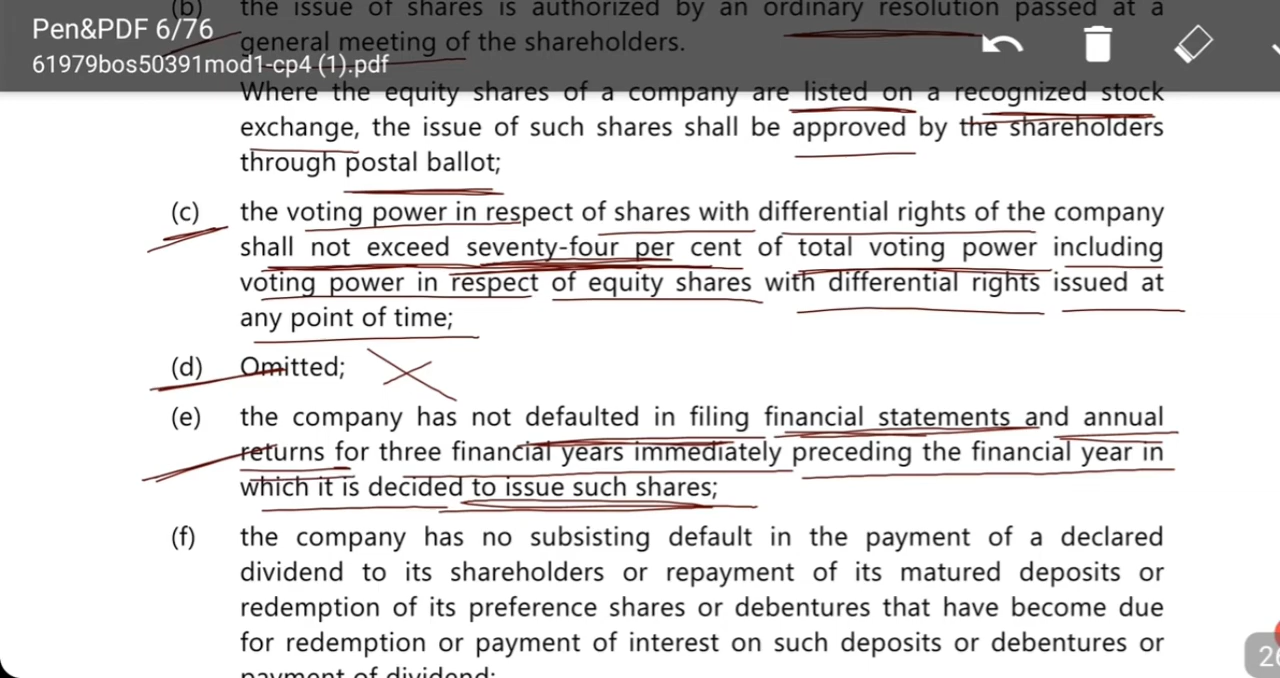 (b) the issue of shares is authorized by an ordinary resolution passed at a
Pen&PDF 6/76
general meeting of the shareholders.
61979bos50391mod1-cp4 (1).pdf
Where the equity shares of a company are listed on a recognized stock
exchange, the issue of such shares shall be approved by the shareholders
through postal ballot;
(c) the voting power in respect of shares with differential rights of the company
shall not exceed seventy-four per cent of total voting power including
voting power in respect of equity shares with differential rights issued at
any point of time;
(d) Omitted;
(e) the company has not defaulted in filing financial statements and annual
returns for three financial years immediately preceding the financial year in
which it is decided to issue such shares;
(f) the company has no subsisting default in the payment of a declared
dividend to its shareholders or repayment of its matured deposits or
redemption of its preference shares or debentures that have become due
for redemption or payment of interest on such deposits or debentures or
payment of dividend;